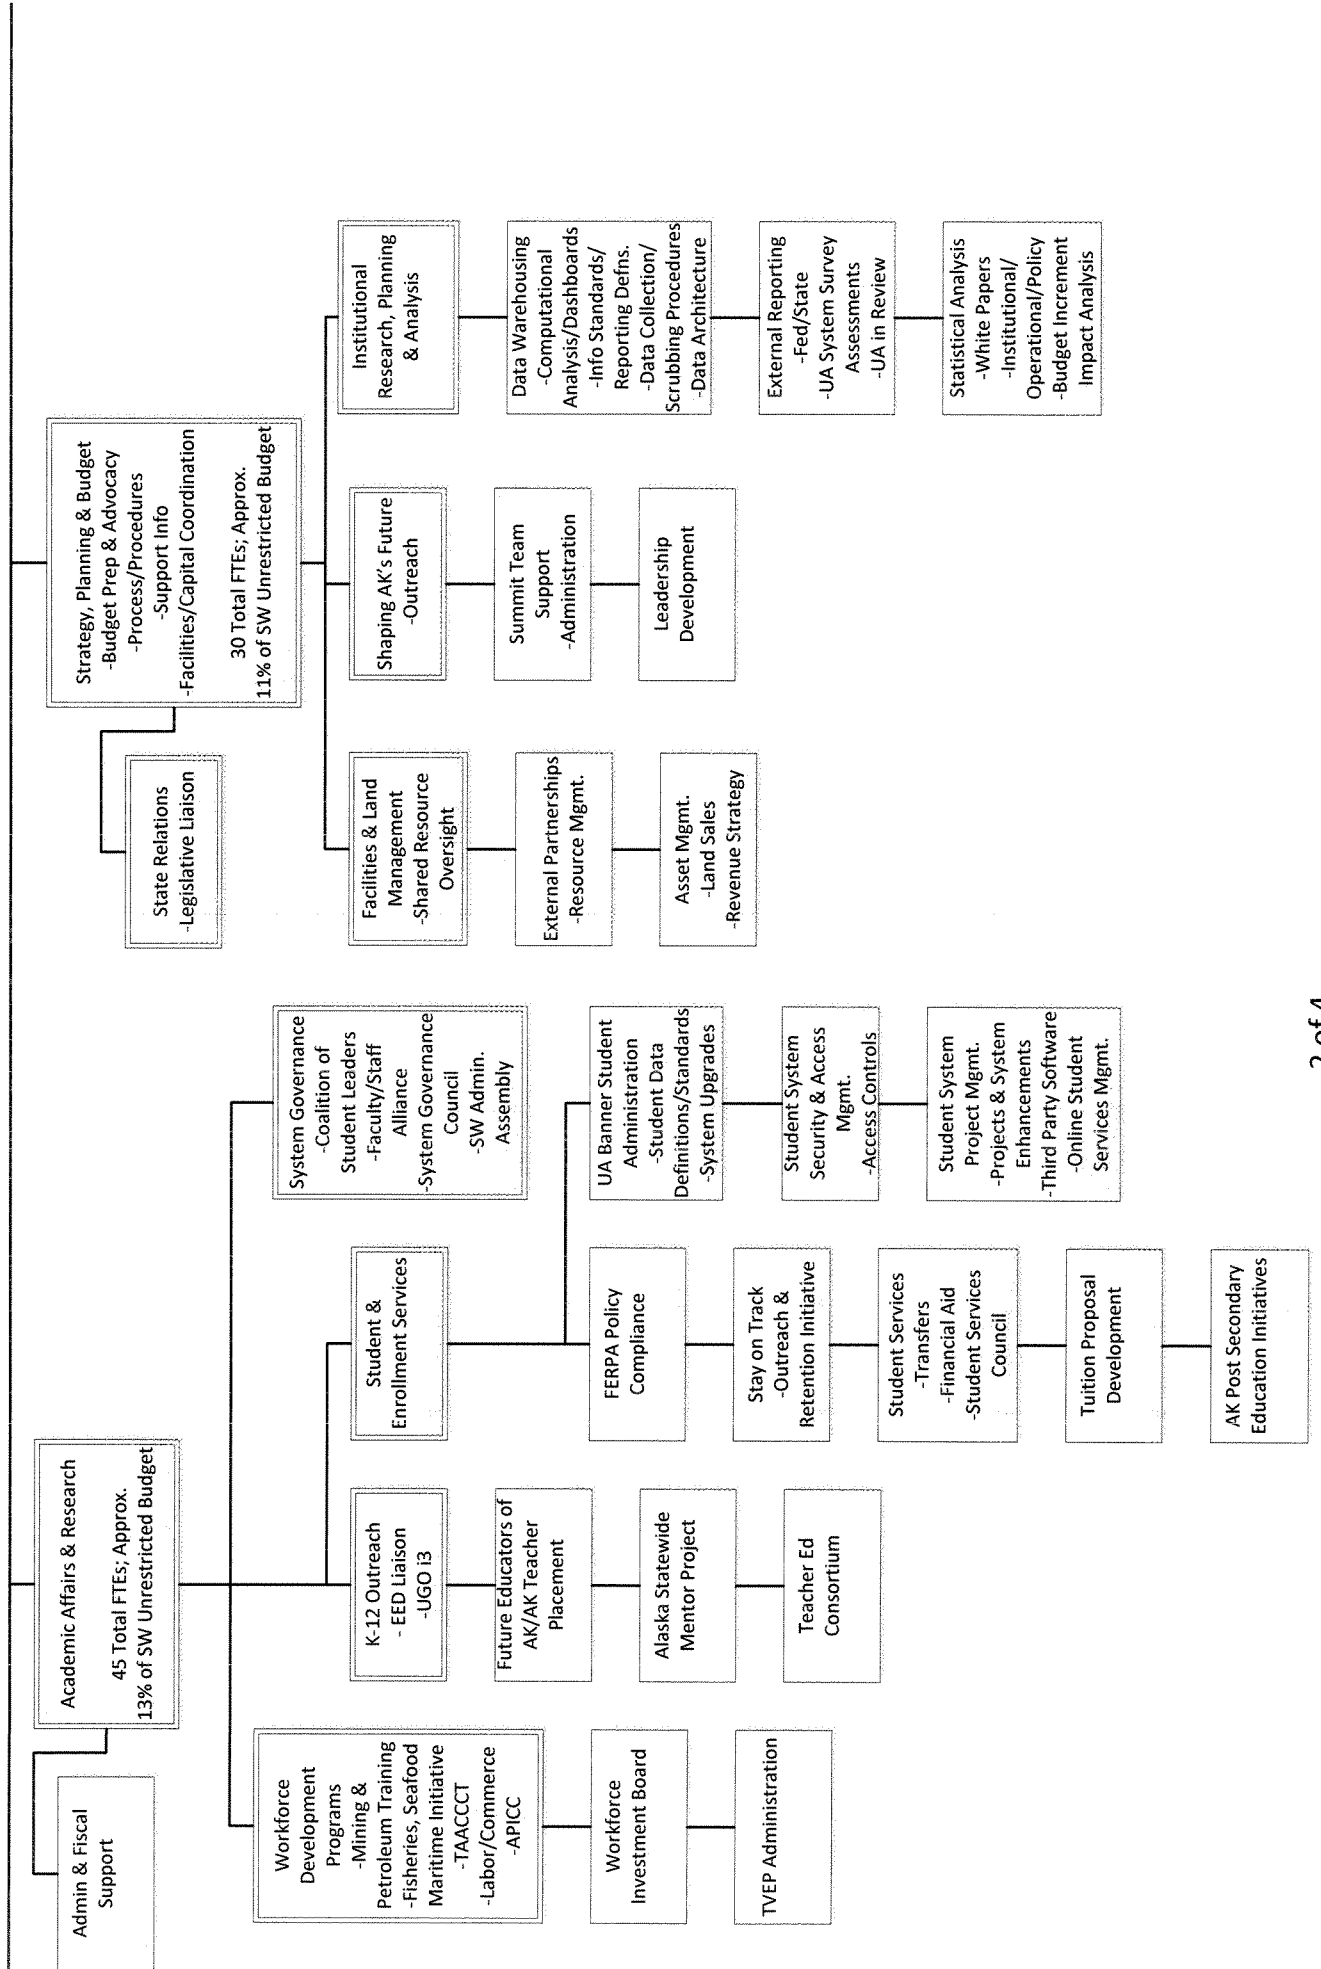 Admin & Fiscal
Support
Academic Affairs & Research
45 Total FTEs; Approx.
13% of SW Unrestricted Budget
Workforce
Development
Programs
-Mining &
Petroleum Training
-Fisheries, Seafood
Maritime Initiative
-TAACCCT
-Labor/Commerce
-APICC
Workforce
Investment Board
TVEP Administration
K-12 Outreach
- EED Liaison
-UGO i3
Future Educators of
AK/AK Teacher
Placement
Alaska Statewide
Mentor Project
Teacher Ed
Consortium
Student &
Enrollment Services
FERPA Policy
Compliance
Stay on Track
-Outreach &
Retention Initiative
Student Services
-Transfers
-Financial Aid
-Student Services
Council
Tuition Proposal
Development
AK Post Secondary
Education Initiatives
System Governance
-Coalition of
Student Leaders
-Faculty/Staff
Alliance
-System Governance
Council
-SW Admin.
Assembly
UA Banner Student
Administration
-Student Data
Definitions/Standards
-System Upgrades
Student System
Security & Access
Mgmt.
-Access Controls
Student System
Project Mgmt.
-Projects & System
Enhancements
-Third Party Software
-Online Student
Services Mgmt.
State Relations
-Legislative Liaison
Strategy, Planning & Budget
-Budget Prep & Advocacy
-Process/Procedures
-Support Info
-Facilities/Capital Coordination
30 Total FTEs; Approx.
11% of SW Unrestricted Budget
Facilities & Land
Management
-Shared Resource
Oversight
External Partnerships
-Resource Mgmt.
Asset Mgmt.
-Land Sales
-Revenue Strategy
Shaping AK's Future
-Outreach
Summit Team
Support
-Administration
Leadership
Development
Institutional
Research, Planning
& Analysis
Data Warehousing
-Computational
Analysis/Dashboards
-Info Standards/
Reporting Defns.
-Data Collection/
Scrubbing Procedures
-Data Architecture
External Reporting
-Fed/State
-UA System Survey
Assessments
-UA in Review
Statistical Analysis
-White Papers
-Institutional/
Operational/Policy
-Budget Increment
Impact Analysis
2 of 4